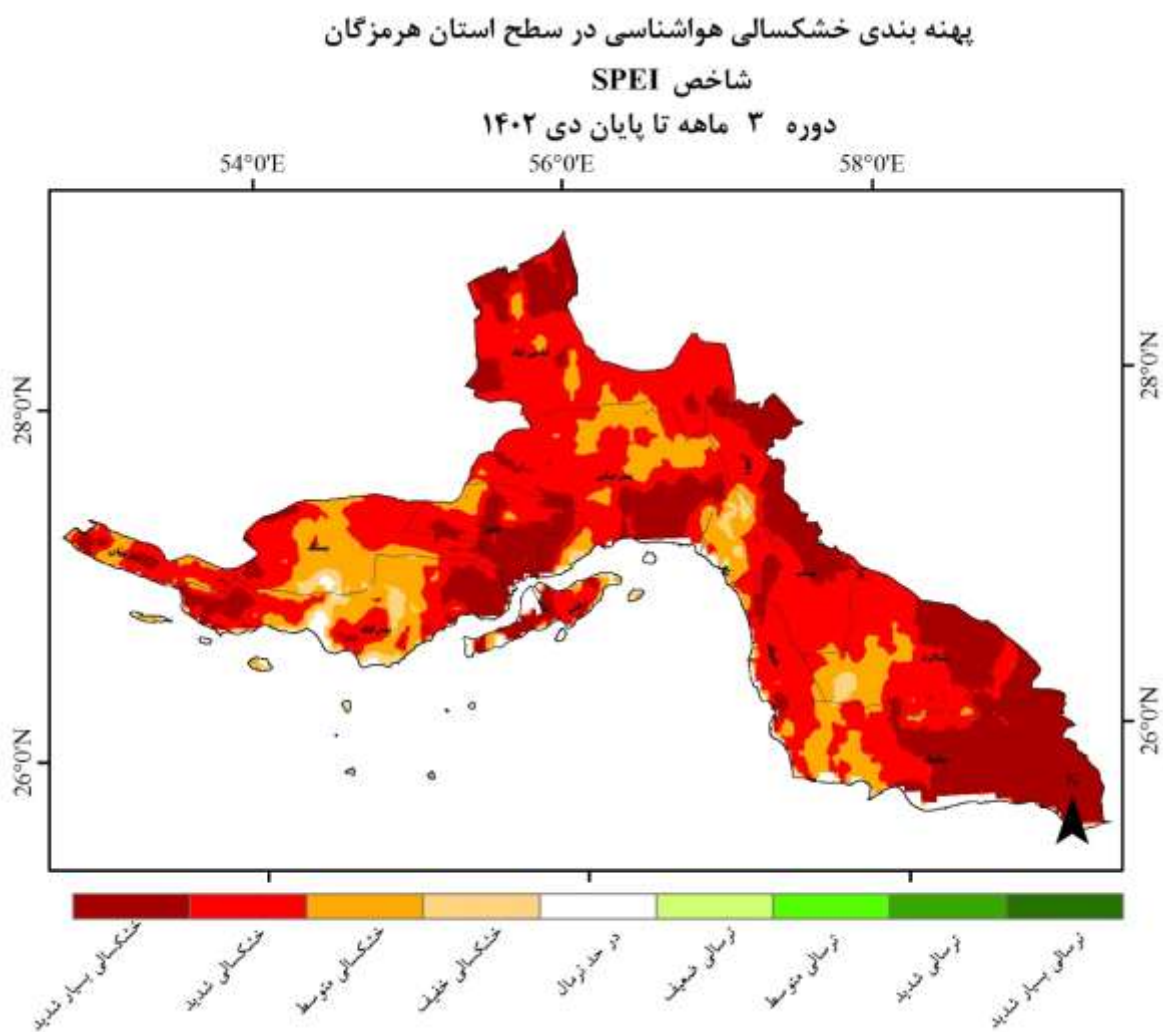 پهنه بندی خشکسالی هواشناسی در سطح استان هرمزگان
شاخص SPEI
دوره ۳ ماهه تا پایان دی ۱۴۰۲
54°0'E 56°0'E 58°0'E
28°0'N
28°0'N
26°0'N
26°0'N
خشکسالی بسیار شدید
خشکسالی شدید
خشکسالی متوسط
خشکسالی خفیف
در حد نرمال
ترسالی ضعیف
ترسالی متوسط
ترسالی شدید
ترسالی بسیار شدید